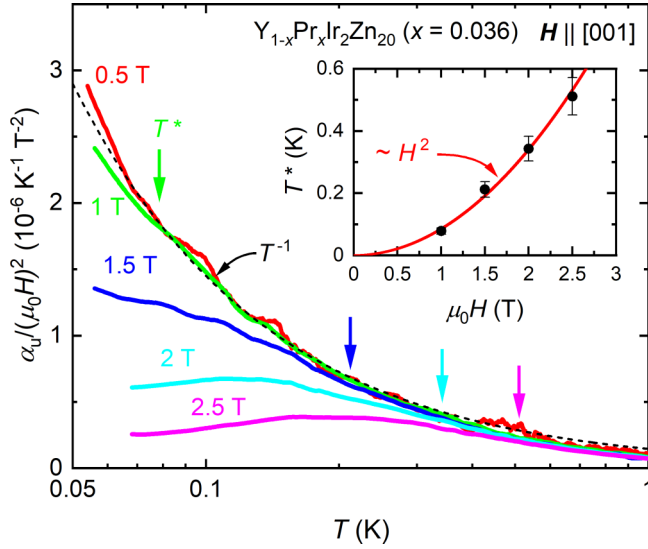 Y₁₋ₓPrₓIr₂Zn₂₀ (x = 0.036) H || [001]
3
2
1
0
αᵤ/(μ₀H)² (10⁻⁶ K⁻¹ T⁻²)
0.5 T
T*
1 T
T⁻¹
1.5 T
2 T
2.5 T
0.6
0.4
0.2
0
T* (K)
~ H²
0 0.5 1 1.5 2 2.5 3
μ₀H (T)
0.05 0.1 1
T (K)